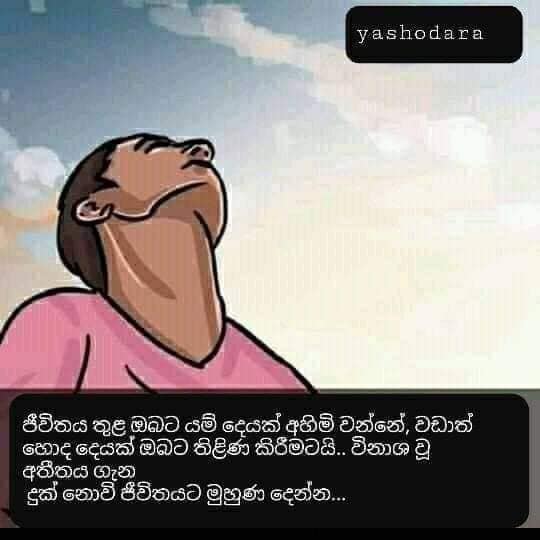 yashodara
ජීවිතය තුළ ඔබට යම් දෙයක් අහිමි වන්නේ, වඩාත්
හොද දෙයක් ඔබට තිළිණ කිරීමටයි.. විනාශ වූ
අතීතය ගැන
දුක් නොවී ජීවිතයට මුහුණ දෙන්න...